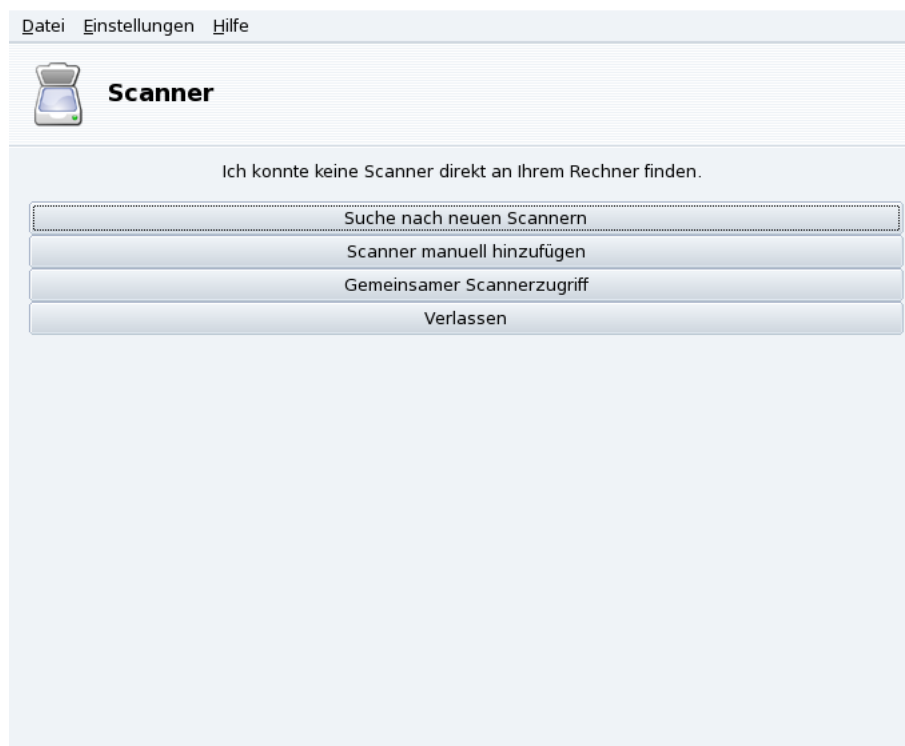 Datei Einstellungen Hilfe
Scanner
Ich konnte keine Scanner direkt an Ihrem Rechner finden.
Suche nach neuen Scannern
Scanner manuell hinzufügen
Gemeinsamer Scannerzugriff
Verlassen